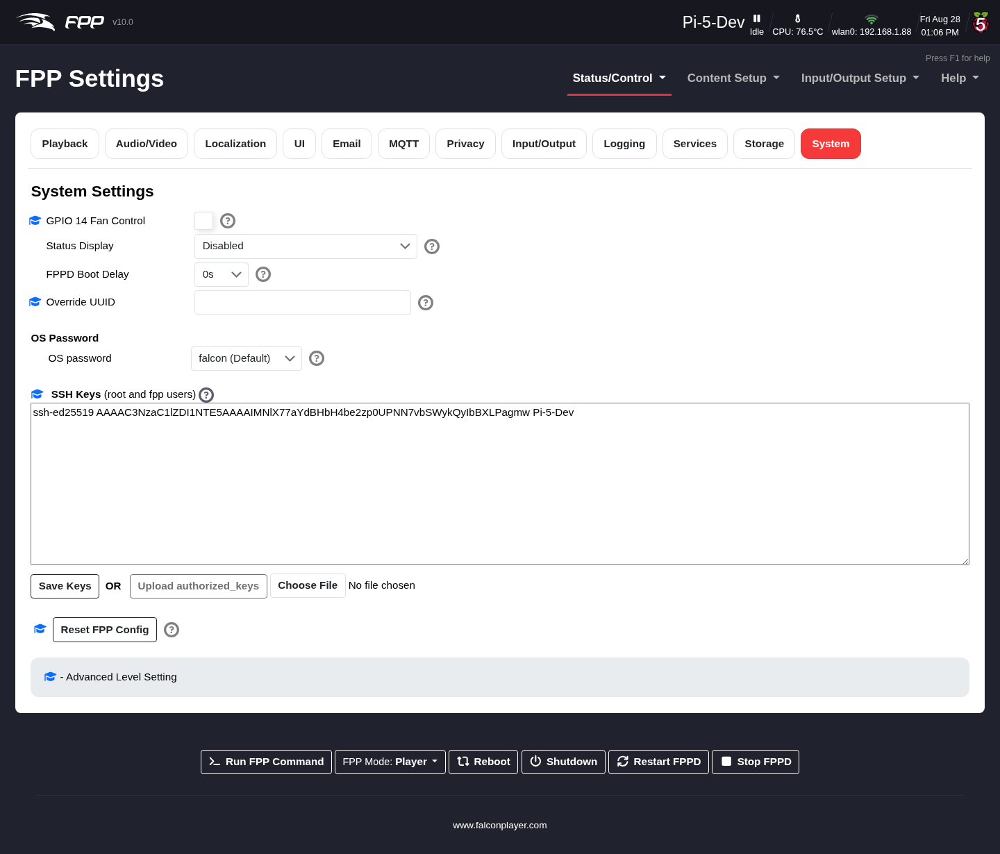 FPP v10.0
Pi-5-Dev
Idle
CPU: 76.5°C
wlan0: 192.168.1.88
Fri Aug 28
01:06 PM
5
Press F1 for help
FPP Settings
Status/Control Content Setup Input/Output Setup Help
Playback Audio/Video Localization UI Email MQTT Privacy Input/Output Logging Services Storage System
System Settings
GPIO 14 Fan Control ?
Status Display Disabled ?
FPPD Boot Delay 0s ?
Override UUID ?
OS Password
OS password falcon (Default) ?
SSH Keys (root and fpp users) ?
ssh-ed25519 AAAAC3NzaC1lZDI1NTE5AAAAIMNlX77aYdBHbH4be2zp0UPNN7vbSWykQyIbBXLPagmw Pi-5-Dev
Save Keys OR Upload authorized_keys Choose File No file chosen
Reset FPP Config ?
- Advanced Level Setting
Run FPP Command FPP Mode: Player Reboot Shutdown Restart FPPD Stop FPPD
www.falconplayer.com